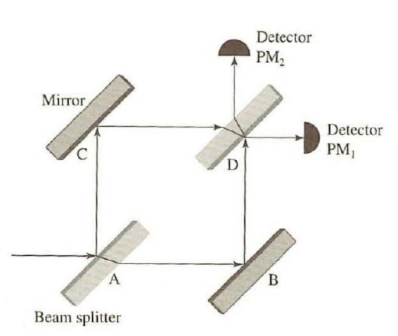 Detector
PM₂
Mirror
C
Detector
PM₁
D
A
B
Beam splitter